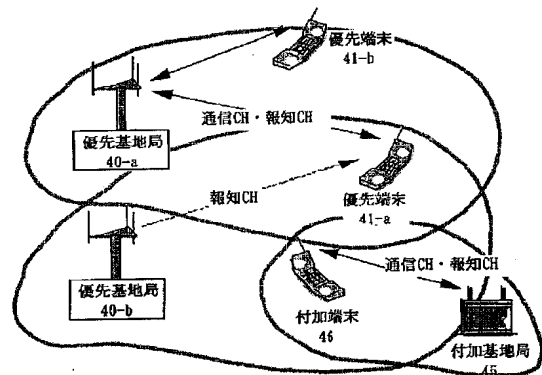 優先端末
41-b
通信CH・報知CH
優先基地局
40-a
報知CH
優先端末
41-a
優先基地局
40-b
通信CH・報知CH
付加端末
46
付加基地局
45